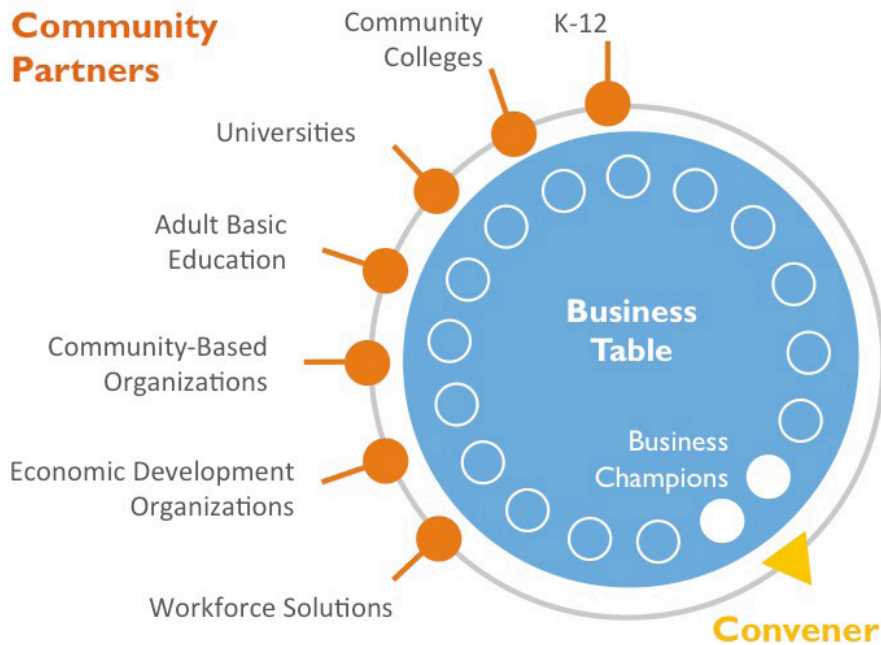 Community
Partners
Community
Colleges
K-12
Universities
Adult Basic
Education
Community-Based
Organizations
Economic Development
Organizations
Workforce Solutions
Business
Table
Business
Champions
Convener